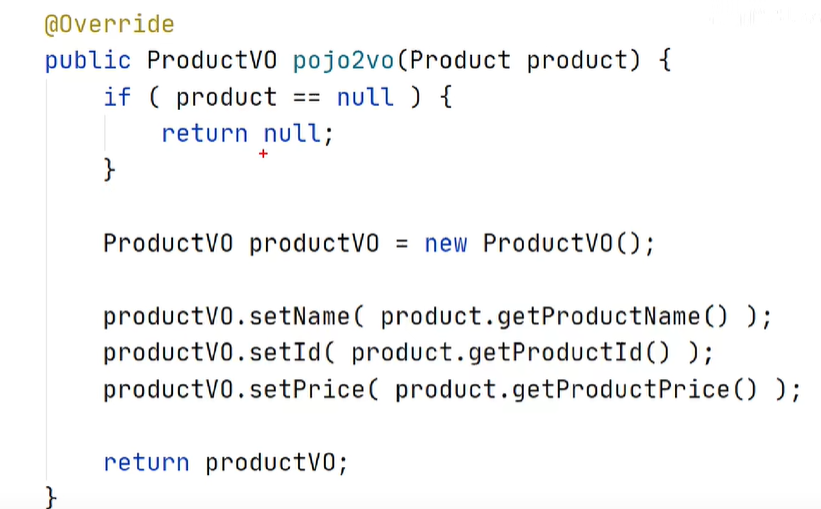 @Override
public ProductVO pojo2vo(Product product) {
    if ( product == null ) {
        return null;
    }

    ProductVO productVO = new ProductVO();

    productVO.setName( product.getProductName() );
    productVO.setId( product.getProductId() );
    productVO.setPrice( product.getProductPrice() );

    return productVO;
}